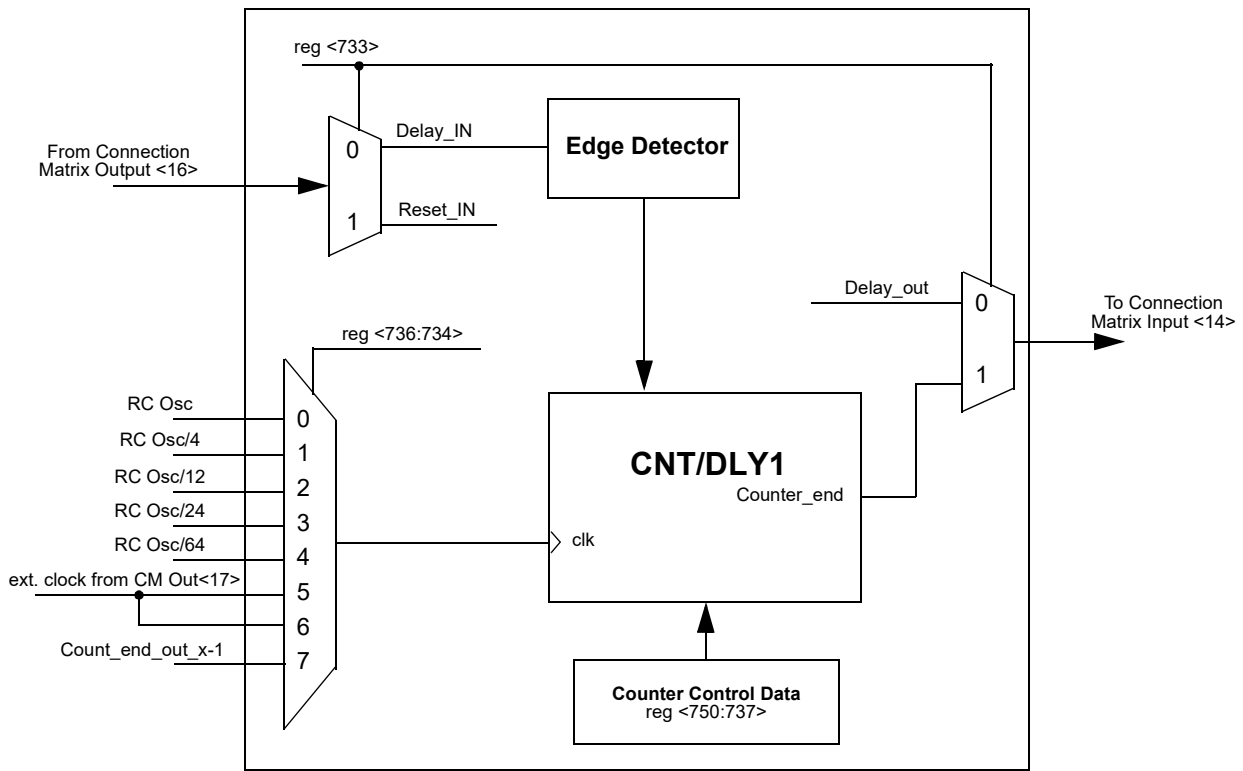 reg <733>
From Connection
Matrix Output <16>
0
1
Delay_IN
Reset_IN
Edge Detector
Delay_out
0
1
To Connection
Matrix Input <14>
reg <736:734>
RC Osc
RC Osc/4
RC Osc/12
RC Osc/24
RC Osc/64
ext. clock from CM Out<17>
Count_end_out_x-1
0
1
2
3
4
5
6
7
CNT/DLY1
Counter_end
clk
Counter Control Data
reg <750:737>